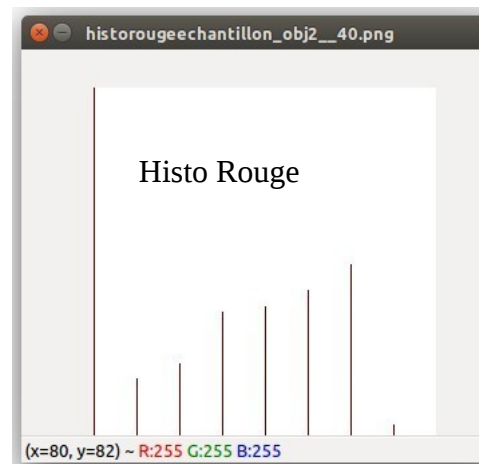 historougeechantillon_obj2__40.png
Histo Rouge
(x=80, y=82) ~ R:255 G:255 B:255